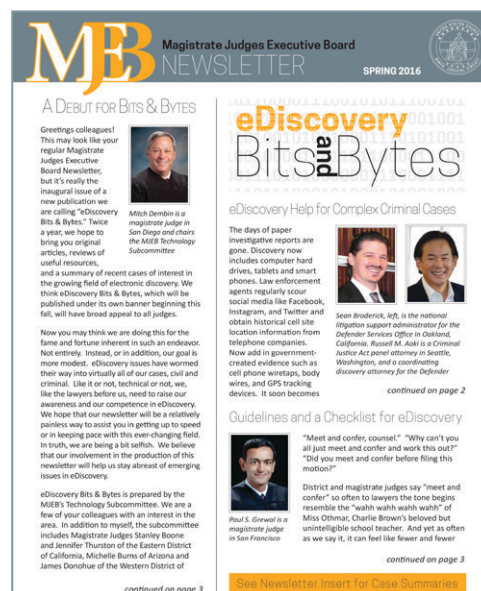 MJEB
Magistrate Judges Executive Board
NEWSLETTER
SPRING 2016
A DEBUT FOR BITS & BYTES
Greetings colleagues!
This may look like your
regular Magistrate
Judges Executive
Board Newsletter,
but it's really the
inaugural issue of a
new publication we
are calling "eDiscovery
Bits & Bytes." Twice
a year, we hope to
bring you original
articles, reviews of
useful resources,
and a summary of recent cases of interest in
the growing field of electronic discovery. We
think eDiscovery Bits & Bytes, which will be
published under its own banner beginning this
fall, will have broad appeal to all judges.
Mitch Dembin is a
magistrate judge in
San Diego and chairs
the MJEB Technology
Subcommittee
Now you may think we are doing this for the
fame and fortune inherent in such an endeavor.
Not entirely. Instead, or in addition, our goal is
more modest. eDiscovery issues have wormed
their way into virtually all of our cases, civil and
criminal. Like it or not, technical or not, we,
like the lawyers before us, need to raise our
awareness and our competence in eDiscovery.
We hope that our newsletter will be a relatively
painless way to assist you in getting up to speed
or in keeping pace with this ever-changing field.
In truth, we are being a bit selfish. We believe
that our involvement in the production of this
newsletter will help us stay abreast of emerging
issues in eDiscovery.
eDiscovery Bits & Bytes is prepared by the
MJEB's Technology Subcommittee. We are a
few of your colleagues with an interest in the
area. In addition to myself, the subcommittee
includes Magistrate Judges Stanley Boone
and Jennifer Thurston of the Eastern District
of California, Michelle Burns of Arizona and
James Donohue of the Western District of
continued on page 3
eDiscovery
Bits and Bytes
eDiscovery Help for Complex Criminal Cases
The days of paper
investigative reports are
gone. Discovery now
includes computer hard
drives, tablets and smart
phones. Law enforcement
agents regularly scour
social media like Facebook,
Instagram, and Twitter and
obtain historical cell site
location information from
telephone companies.
Now add in government-
created evidence such as
cell phone wiretaps, body
wires, and GPS tracking
devices. It soon becomes
Sean Broderick, left, is the national
litigation support administrator for the
Defender Services Office in Oakland,
California. Russell M. Aoki is a Criminal
Justice Act panel attorney in Seattle,
Washington, and a coordinating
discovery attorney for the Defender
continued on page 2
Guidelines and a Checklist for eDiscovery
Paul S. Grewal is a
magistrate judge
in San Francisco
"Meet and confer, counsel." "Why can't you
all just meet and confer and work this out?"
"Did you meet and confer before filing this
motion?"
District and magistrate judges say "meet and
confer" so often to lawyers the tone begins
resemble the "wahh wahh wahh wahh" of
Miss Othmar, Charlie Brown's beloved but
unintelligible school teacher. And yet as often
as we say it, it can feel like fewer and fewer
continued on page 3
See Newsletter Insert for Case Summaries